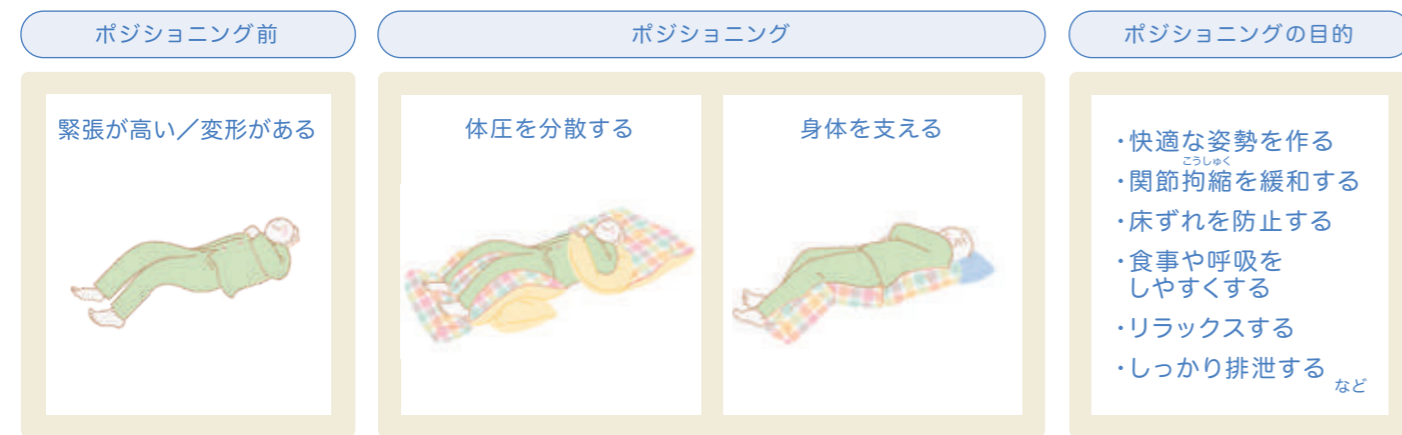 ポジショニング前
ポジショニング
ポジショニングの目的
緊張が高い／変形がある
体圧を分散する
身体を支える
・快適な姿勢を作る
こうしゅく
・関節拘縮を緩和する
・床ずれを防止する
・食事や呼吸を
しやすくする
・リラックスする
・しっかり排泄する
など